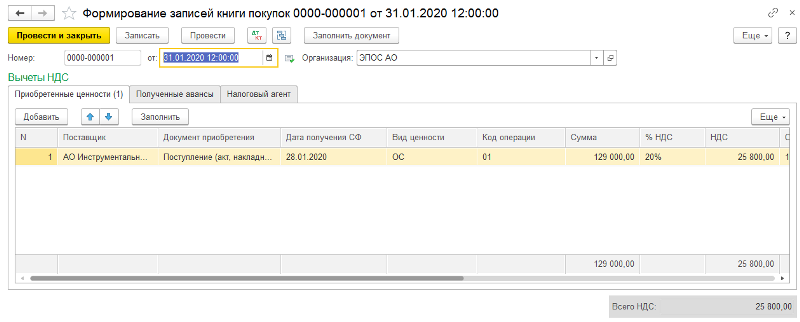 Формирование записей книги покупок 0000-000001 от 31.01.2020 12:00:00
Провести и закрыть Записать Провести Дт Кт Заполнить документ Еще ?
Номер: 0000-000001 от: 31.01.2020 12:00:00 Организация: ЭПОС АО
Вычеты НДС
Приобретенные ценности (1) Полученные авансы Налоговый агент
Добавить Заполнить Еще
N Поставщик Документ приобретения Дата получения СФ Вид ценности Код операции Сумма % НДС НДС С
1 АО Инструментальн... Поступление (акт, накладн... 28.01.2020 ОС 01 129 000,00 20% 25 800,00 1
129 000,00 25 800,00
Всего НДС: 25 800,00